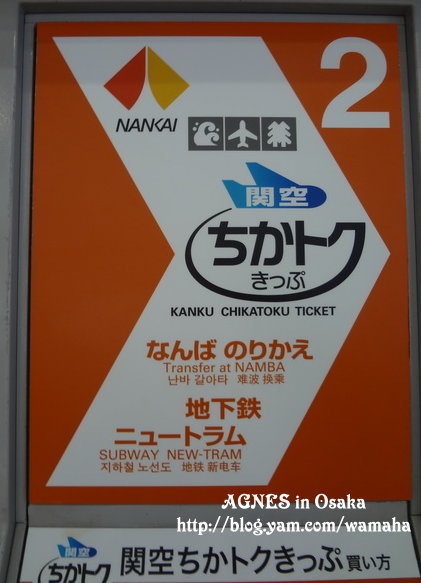 2
NANKAI
関空
ちかトク
きっぷ
KANKU CHIKATOKU TICKET
なんば のりかえ
Transfer at NAMBA
난바 갈아타 难波 换乘
地下鉄
ニュートラム
SUBWAY NEW-TRAM
지하철 노선도 地铁 新电车
AGNES in Osaka
http://blog.yam.com/wamaha
関空
ちかトク
関空ちかトクきっぷ買い方